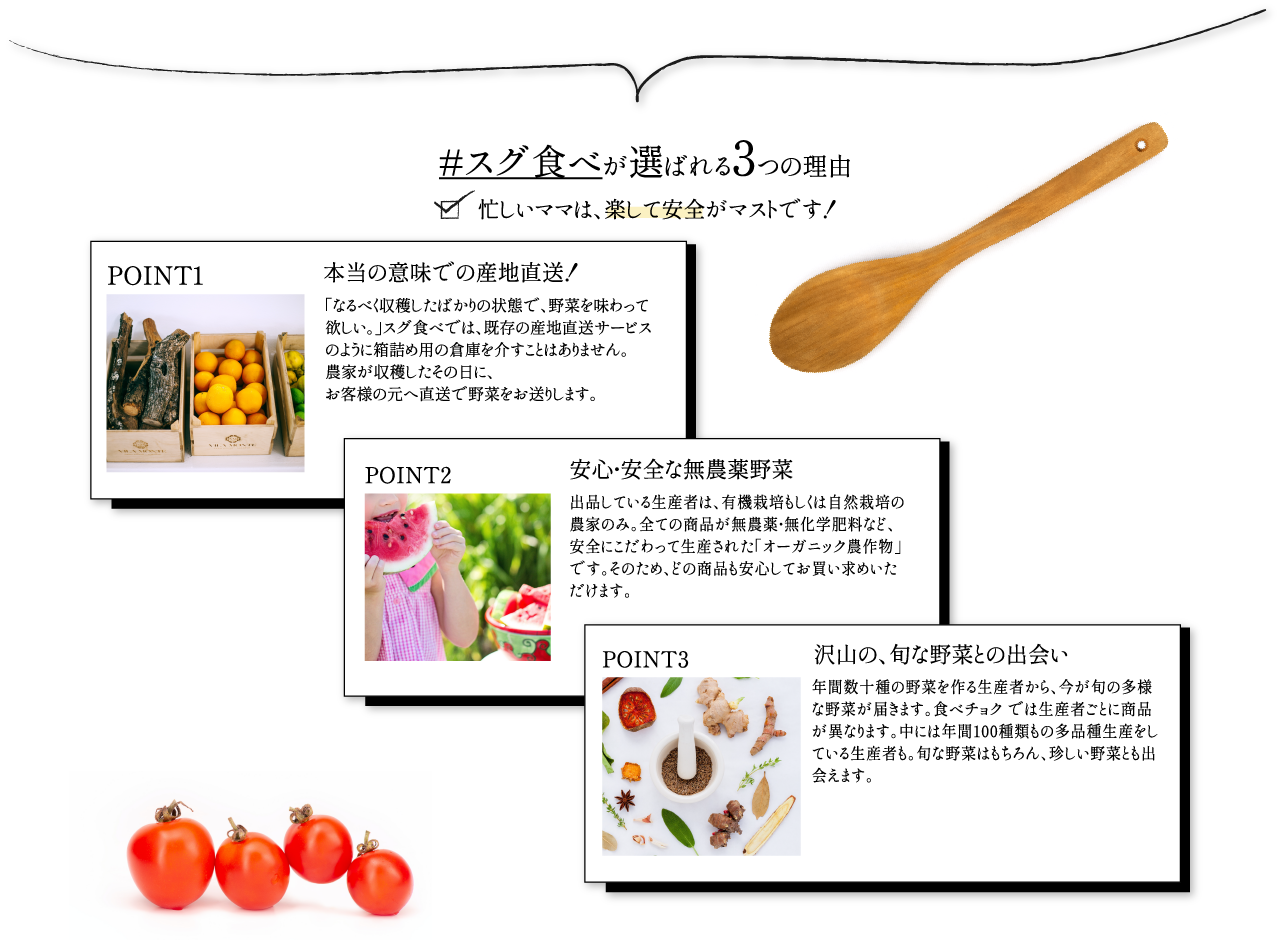 #スグ食べが選ばれる3つの理由
忙しいママは、楽して安全がマストです!
POINT1
本当の意味での産地直送!
「なるべく収穫したばかりの状態で、野菜を味わって
欲しい。」スグ食べでは、既存の産地直送サービス
のように箱詰め用の倉庫を介すことはありません。
農家が収穫したその日に、
お客様の元へ直送で野菜をお送りします。
POINT2
安心・安全な無農薬野菜
出品している生産者は、有機栽培もしくは自然栽培の
農家のみ。全ての商品が無農薬・無化学肥料など、
安全にこだわって生産された「オーガニック農作物」
です。そのため、どの商品も安心してお買い求めいた
だけます。
POINT3
沢山の、旬な野菜との出会い
年間数十種の野菜を作る生産者から、今が旬の多様
な野菜が届きます。食べチョク では生産者ごとに商品
が異なります。中には年間100種類もの多品種生産をし
ている生産者も。旬な野菜はもちろん、珍しい野菜とも出
会えます。